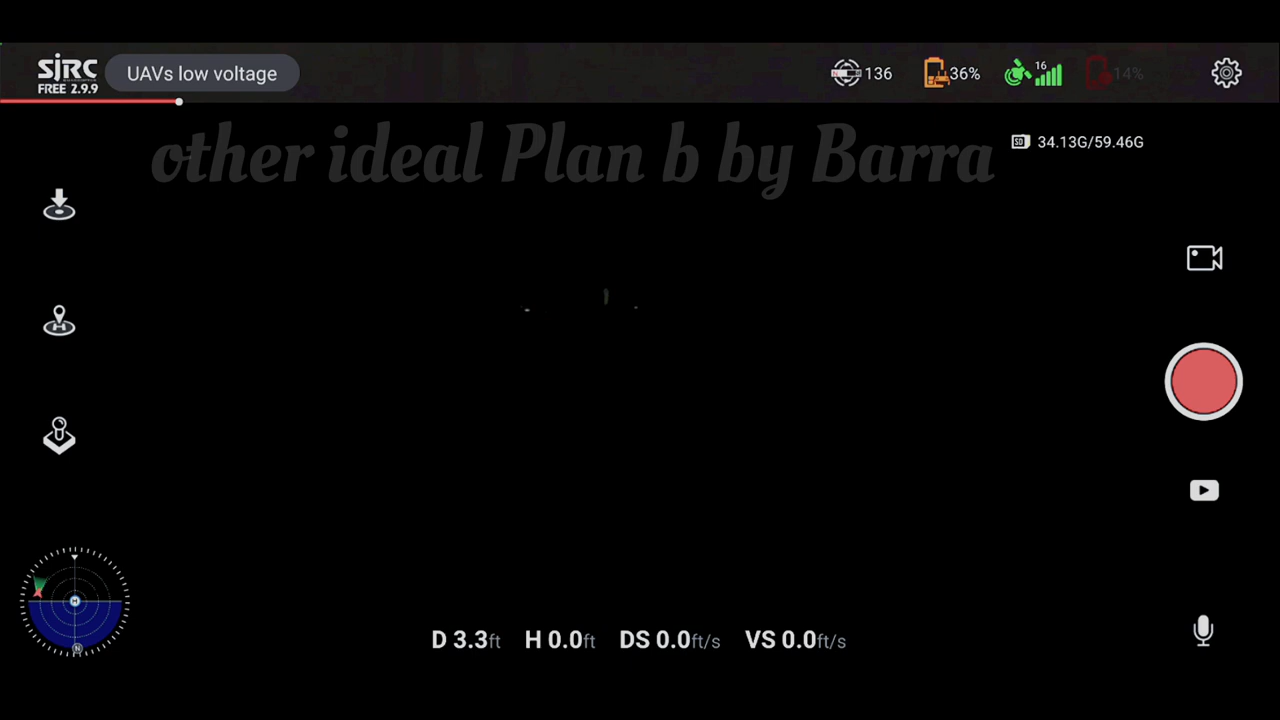 SJRC
FREE 2.9.9
UAVs low voltage
136
36%
16
14%
other ideal Plan b by Barra
SD
34.13G/59.46G
H
N
D 3.3ft H 0.0ft DS 0.0ft/s VS 0.0ft/s